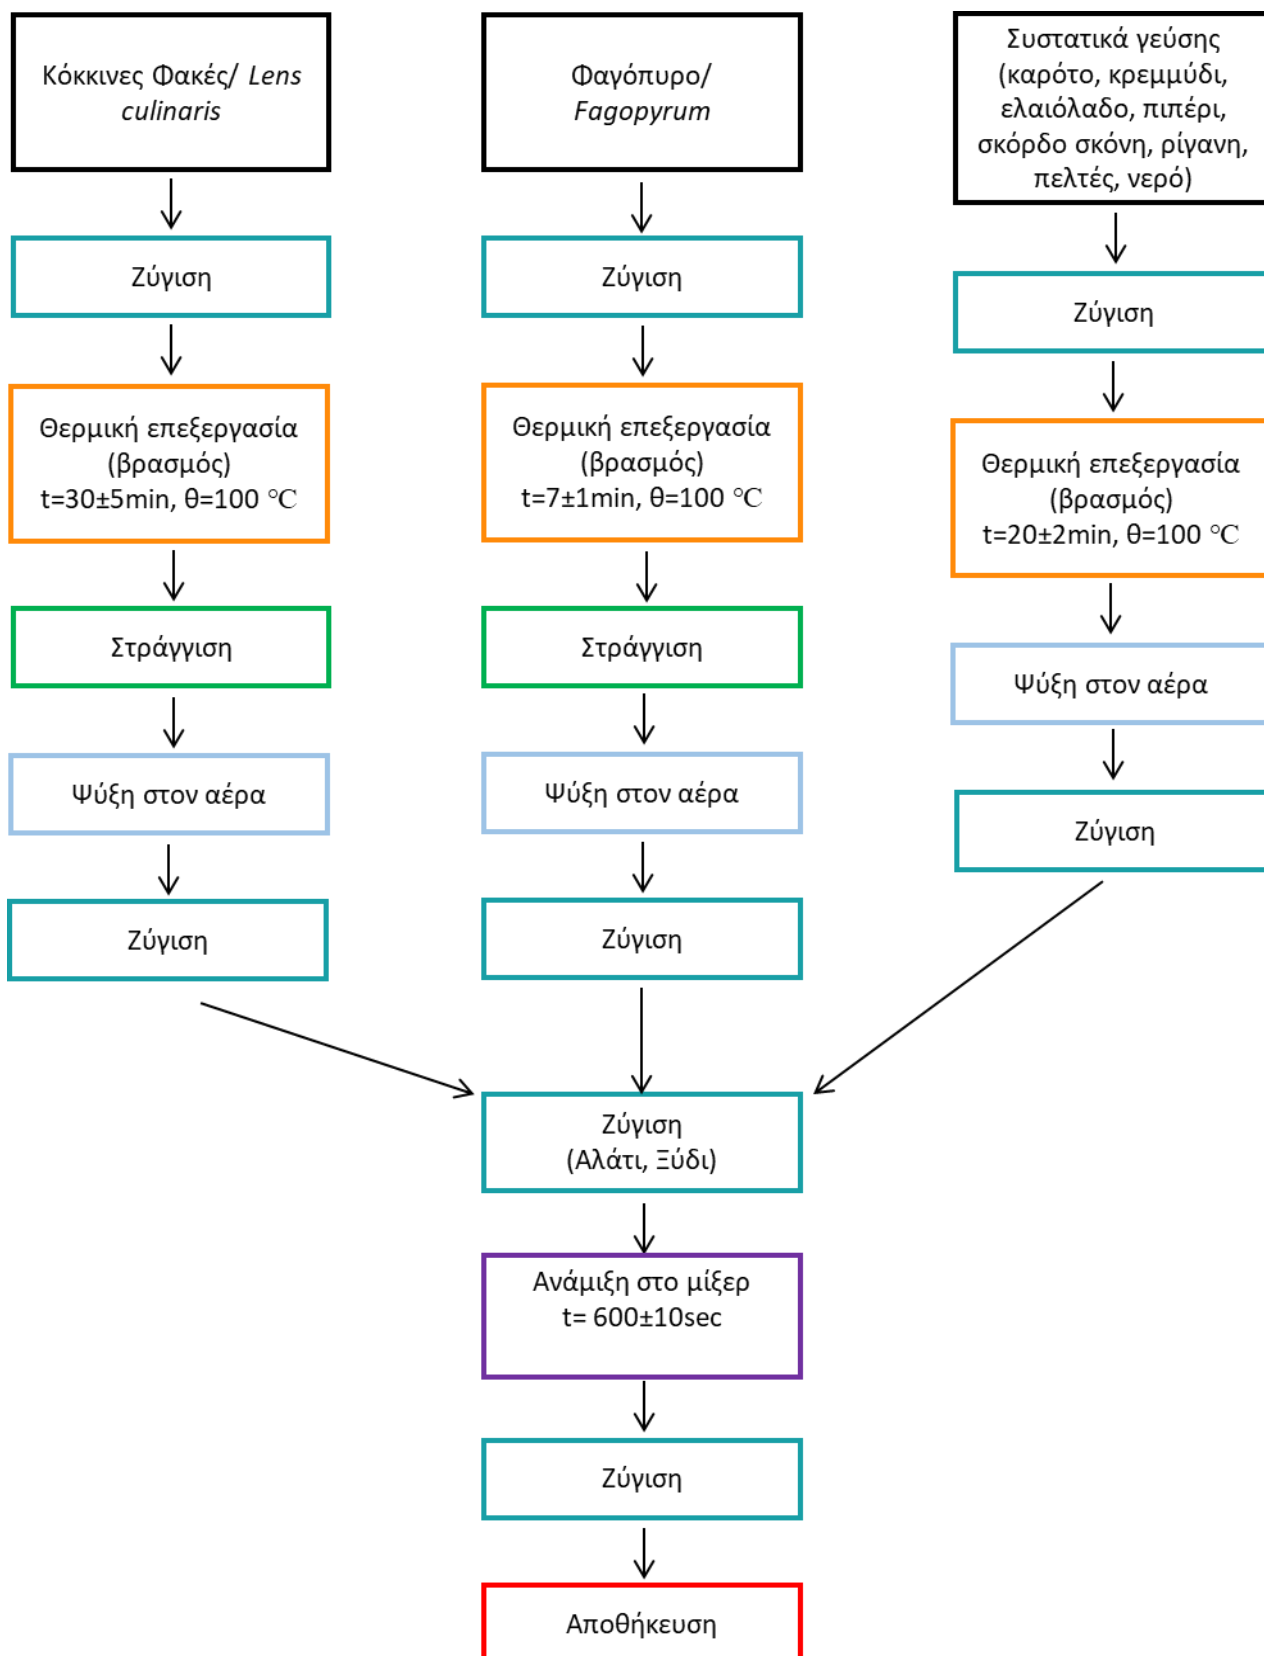 Κόκκινες Φακές/ Lens
culinaris
Ζύγιση
Θερμική επεξεργασία
(βρασμός)
t=30±5min, θ=100 °C
Στράγγιση
Ψύξη στον αέρα
Ζύγιση
Φαγόπυρο/
Fagopyrum
Ζύγιση
Θερμική επεξεργασία
(βρασμός)
t=7±1min, θ=100 °C
Στράγγιση
Ψύξη στον αέρα
Ζύγιση
Συστατικά γεύσης
(καρότο, κρεμμύδι,
ελαιόλαδο, πιπέρι,
σκόρδο σκόνη, ρίγανη,
πελτές, νερό)
Ζύγιση
Θερμική επεξεργασία
(βρασμός)
t=20±2min, θ=100 °C
Ψύξη στον αέρα
Ζύγιση
Ζύγιση
(Αλάτι, Ξύδι)
Ανάμιξη στο μίξερ
t= 600±10sec
Ζύγιση
Αποθήκευση